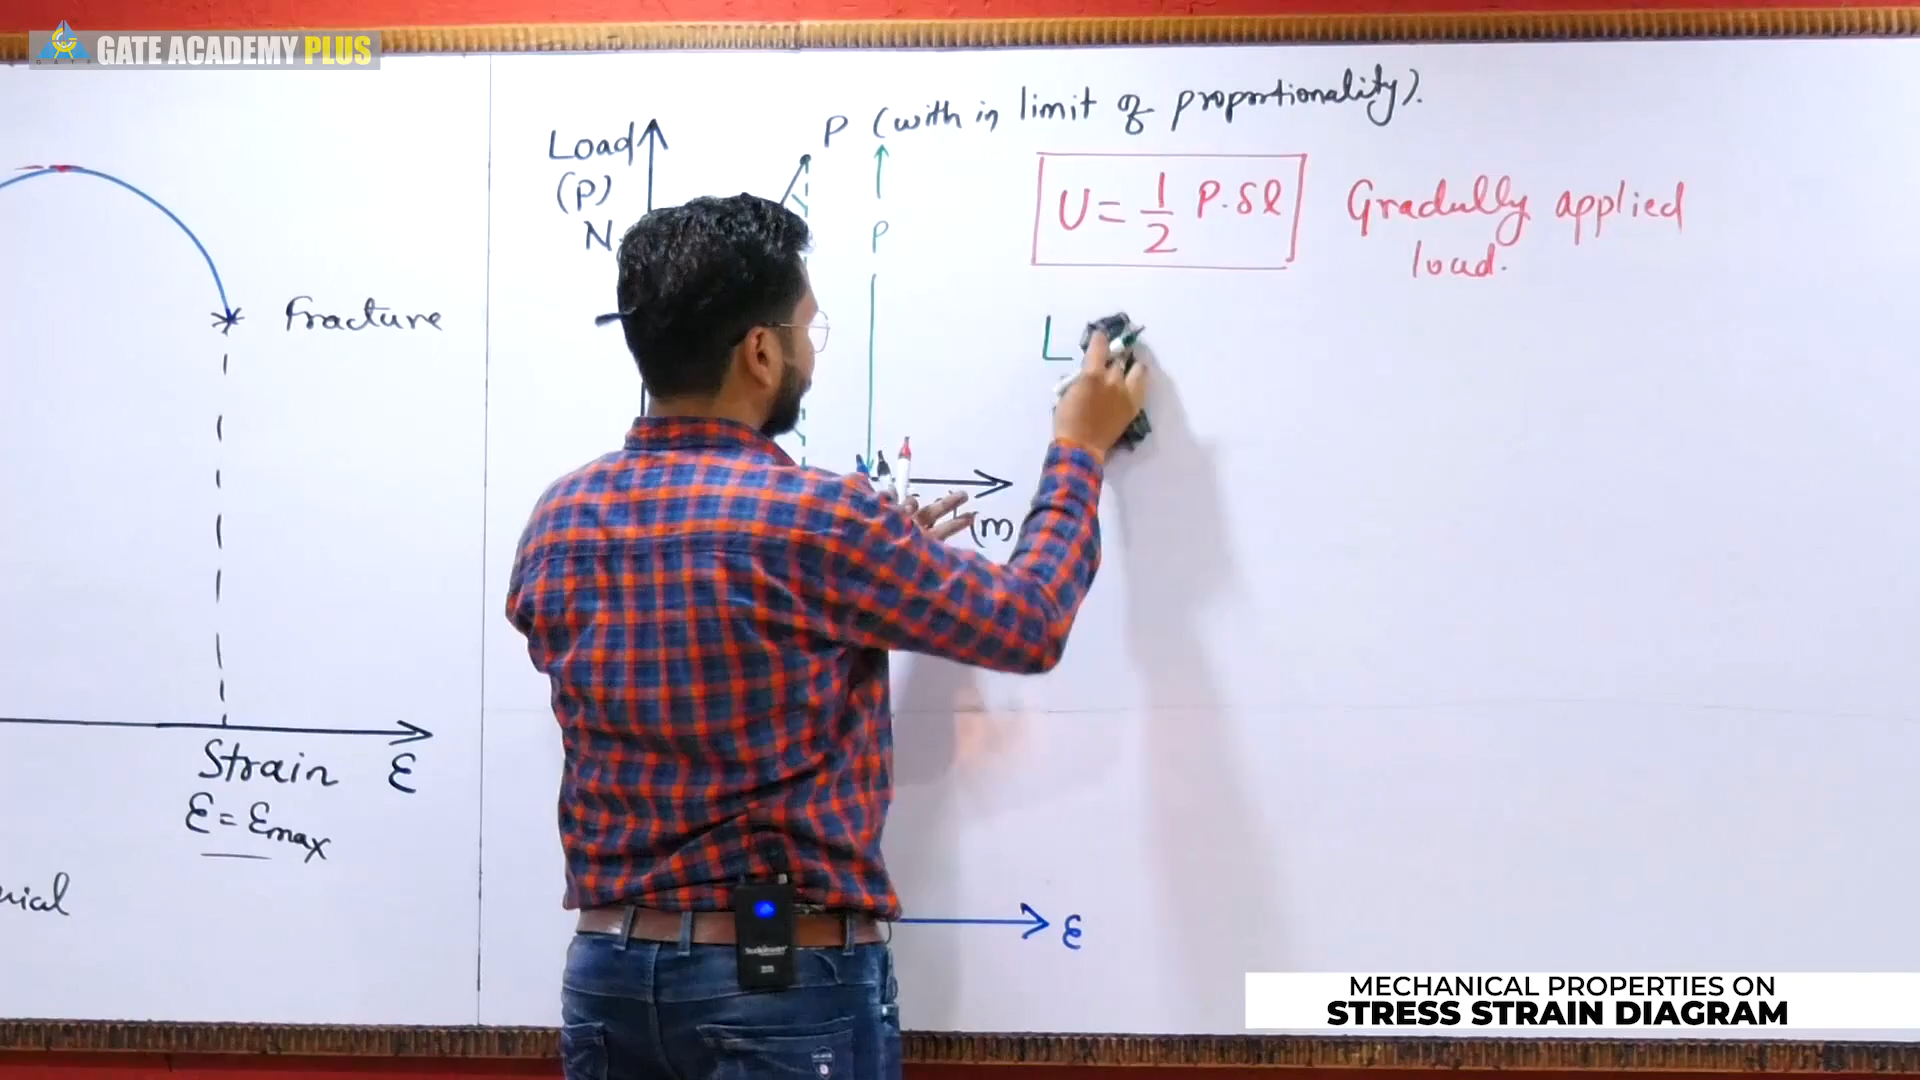 GATE ACADEMY PLUS
P (with in limit of proportionality).
Load
(P)
N
P
U = 1/2 P.δl
Gradully applied
load.
Fracture
L
(m)
Strain ε
ε = εmax
ε
MECHANICAL PROPERTIES ON
STRESS STRAIN DIAGRAM